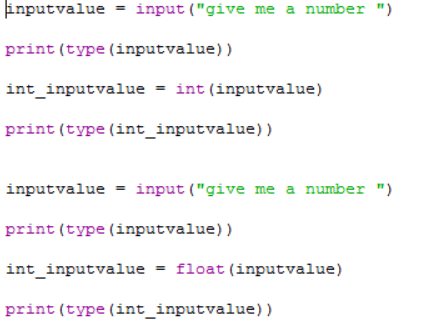 inputvalue = input("give me a number ")
print(type(inputvalue))
int_inputvalue = int(inputvalue)
print(type(int_inputvalue))
inputvalue = input("give me a number ")
print(type(inputvalue))
int_inputvalue = float(inputvalue)
print(type(int_inputvalue))